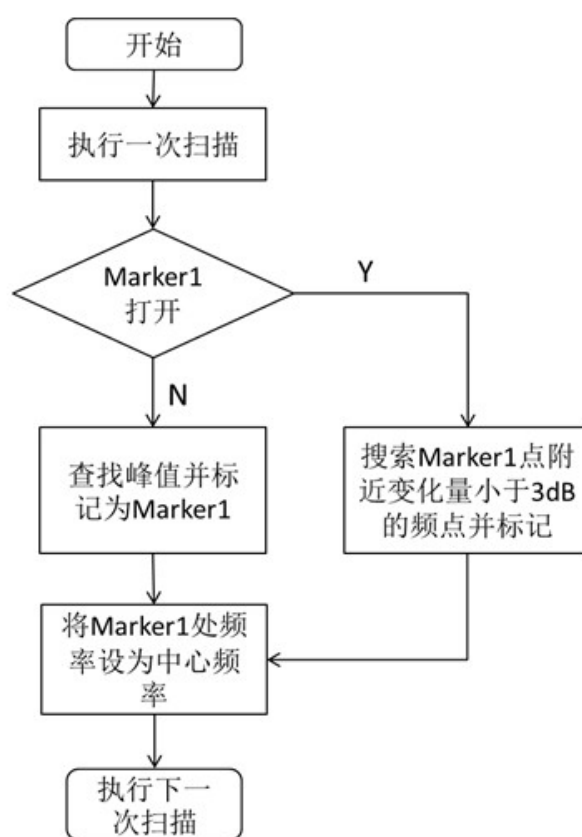 开始
执行一次扫描
Marker1
打开
Y
N
查找峰值并标
记为Marker1
搜索Marker1点附
近变化量小于3dB
的频点并标记
将Marker1处频
率设为中心频
率
执行下一
次扫描